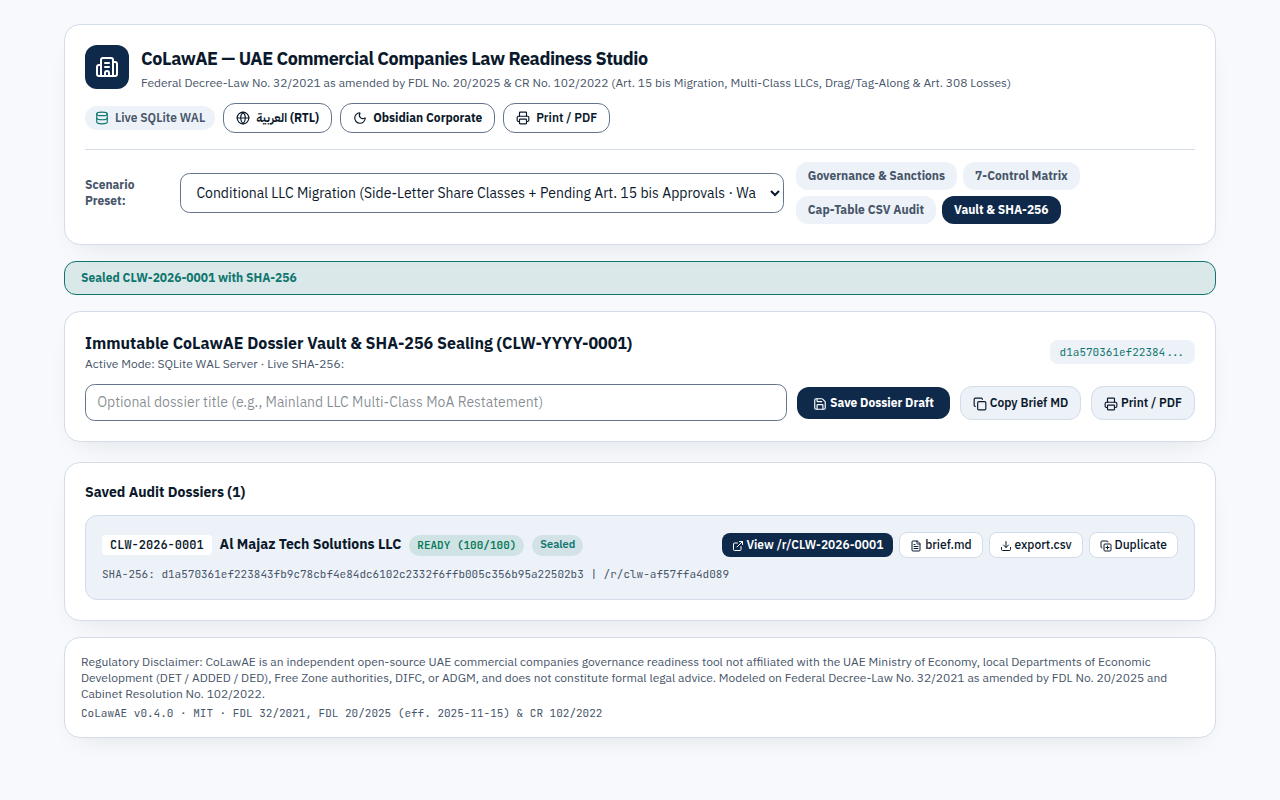 CoLawAE — UAE Commercial Companies Law Readiness Studio
Federal Decree-Law No. 32/2021 as amended by FDL No. 20/2025 & CR No. 102/2022 (Art. 15 bis Migration, Multi-Class LLCs, Drag/Tag-Along & Art. 308 Losses)
Live SQLite WAL
العربية (RTL)
Obsidian Corporate
Print / PDF
Scenario
Preset:
Conditional LLC Migration (Side-Letter Share Classes + Pending Art. 15 bis Approvals · Wa
Governance & Sanctions
7-Control Matrix
Cap-Table CSV Audit
Vault & SHA-256
Sealed CLW-2026-0001 with SHA-256
Immutable CoLawAE Dossier Vault & SHA-256 Sealing (CLW-YYYY-0001)
Active Mode: SQLite WAL Server · Live SHA-256:
d1a570361ef22384...
Optional dossier title (e.g., Mainland LLC Multi-Class MoA Restatement)
Save Dossier Draft
Copy Brief MD
Print / PDF
Saved Audit Dossiers (1)
CLW-2026-0001
Al Majaz Tech Solutions LLC
READY (100/100)
Sealed
View /r/CLW-2026-0001
brief.md
export.csv
Duplicate
SHA-256: d1a570361ef223843fb9c78cbf4e84dc6102c2332f6ffb005c356b95a22502b3 | /r/clw-af57ffa4d089
Regulatory Disclaimer: CoLawAE is an independent open-source UAE commercial companies governance readiness tool not affiliated with the UAE Ministry of Economy, local Departments of Economic
Development (DET / ADDED / DED), Free Zone authorities, DIFC, or ADGM, and does not constitute formal legal advice. Modeled on Federal Decree-Law No. 32/2021 as amended by FDL No. 20/2025 and
Cabinet Resolution No. 102/2022.
CoLawAE v0.4.0 · MIT · FDL 32/2021, FDL 20/2025 (eff. 2025-11-15) & CR 102/2022